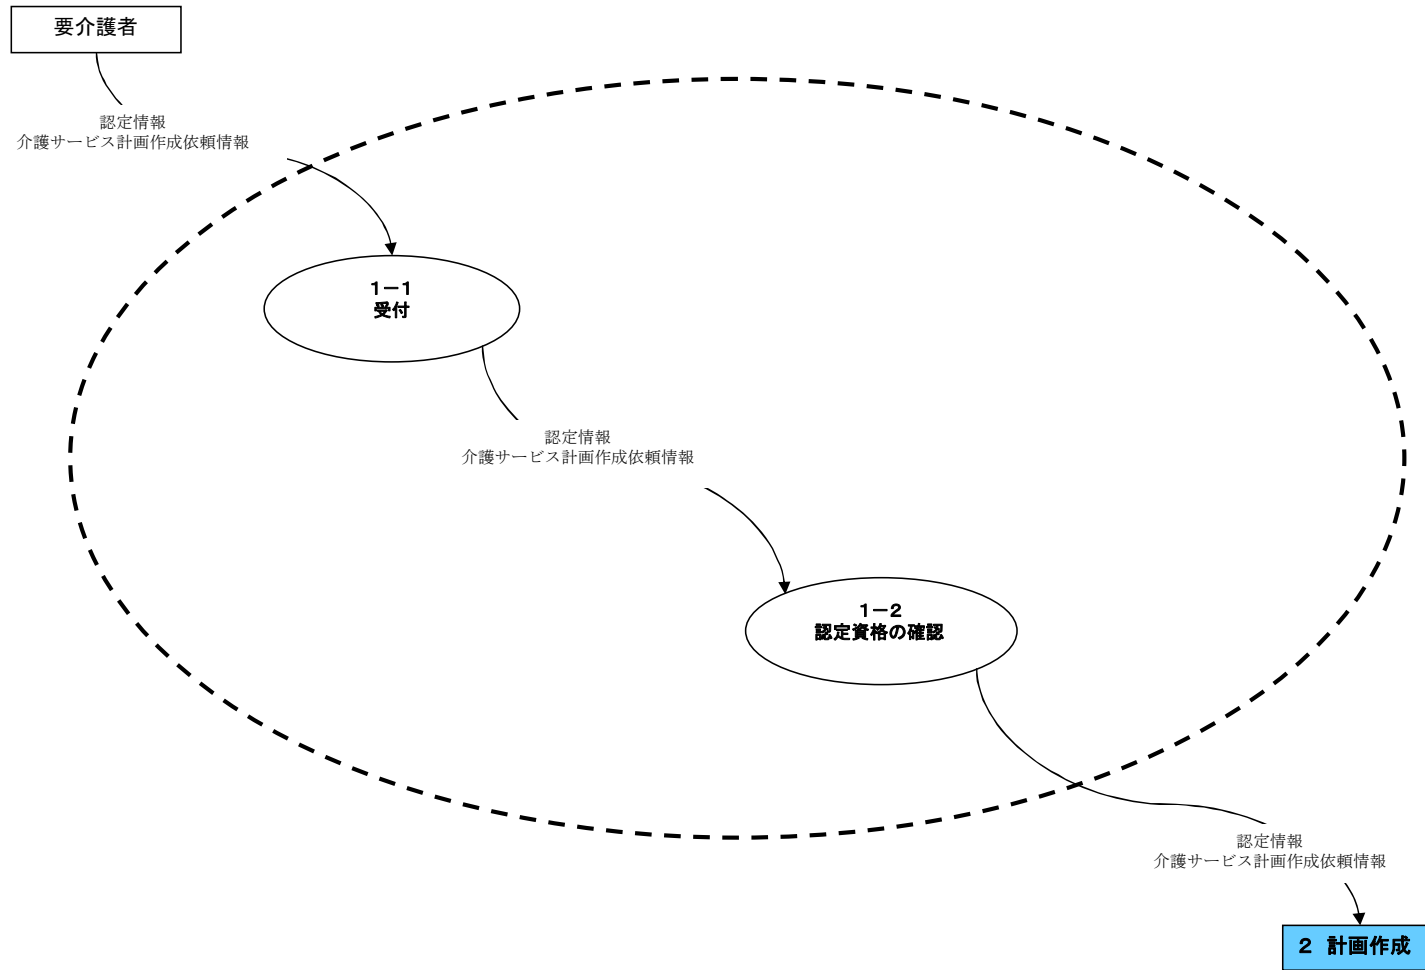 要介護者
認定情報
介護サービス計画作成依頼情報
1－1
受付
認定情報
介護サービス計画作成依頼情報
1－2
認定資格の確認
認定情報
介護サービス計画作成依頼情報
2 計画作成